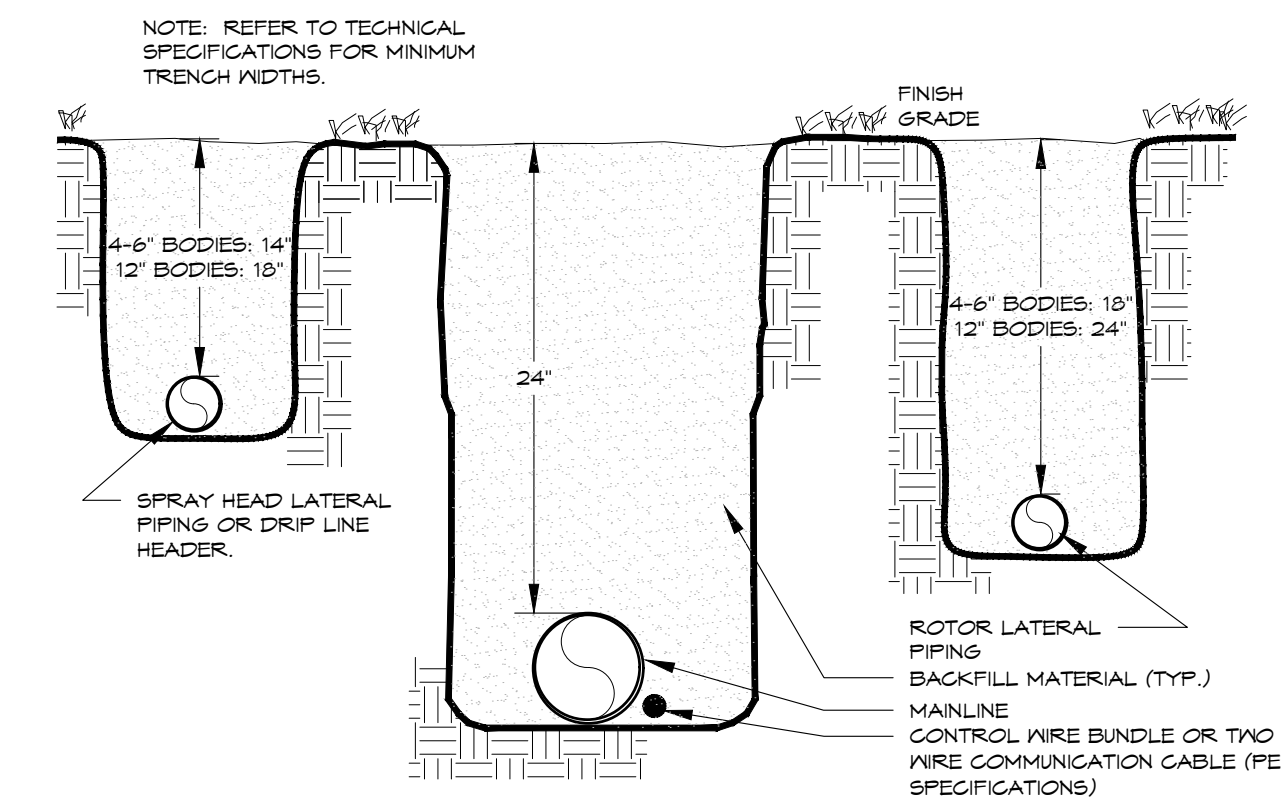 NOTE: REFER TO TECHNICAL
SPECIFICATIONS FOR MINIMUM
TRENCH WIDTHS.
FINISH
GRADE
4-6" BODIES: 14"
12" BODIES: 18"
4-6" BODIES: 18"
12" BODIES: 24"
24"
SPRAY HEAD LATERAL
PIPING OR DRIP LINE
HEADER.
ROTOR LATERAL
PIPING
BACKFILL MATERIAL (TYP.)
MAINLINE
CONTROL WIRE BUNDLE OR TWO
WIRE COMMUNICATION CABLE (PE
SPECIFICATIONS)